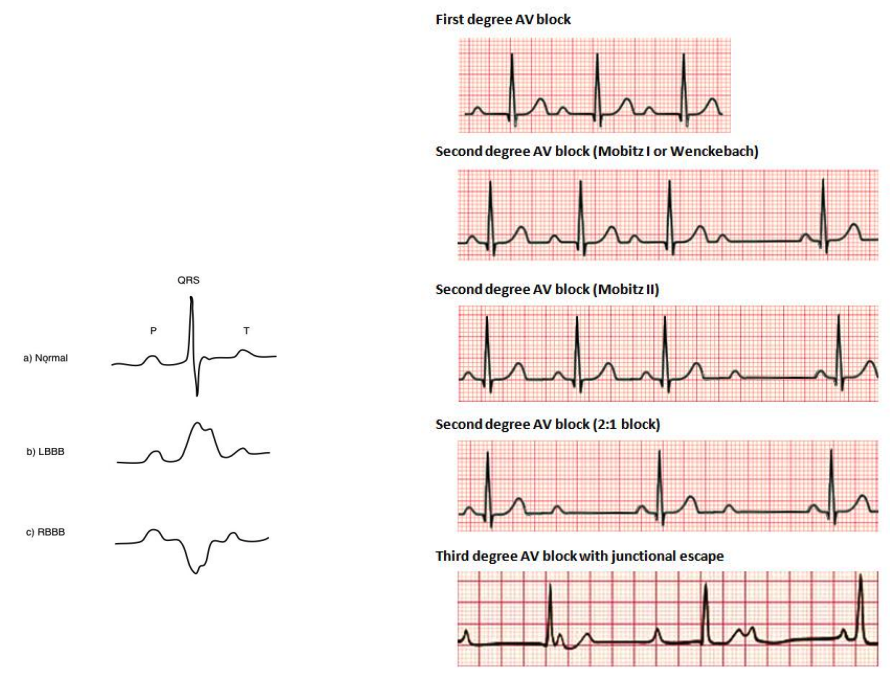 First degree AV block
Second degree AV block (Mobitz I or Wenckebach)
Second degree AV block (Mobitz II)
Second degree AV block (2:1 block)
Third degree AV block with junctional escape
QRS
P T
a) Normal
b) LBBB
c) RBBB